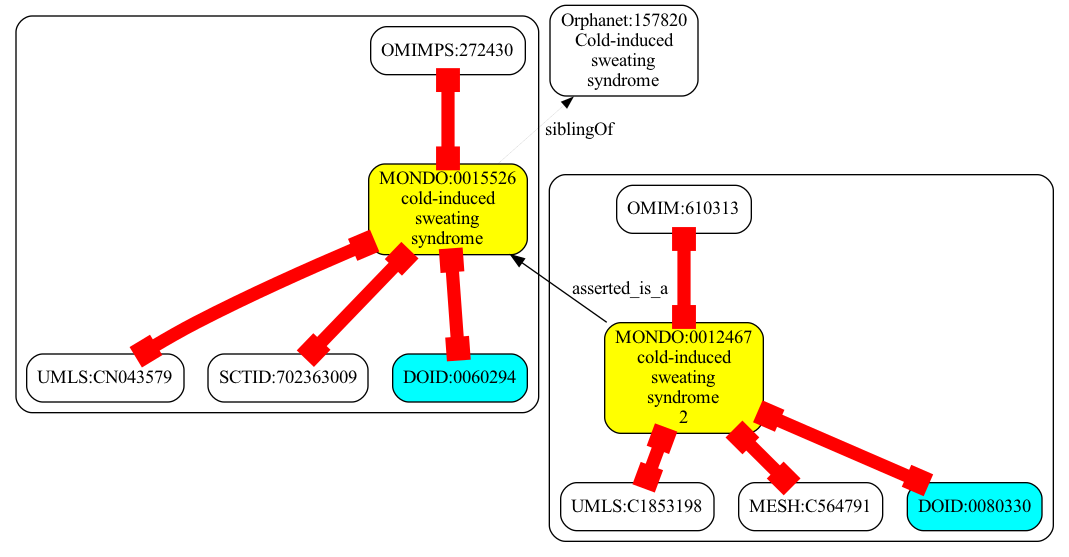 OMIMPS:272430
Orphanet:157820
Cold-induced
sweating
syndrome
siblingOf
MONDO:0015526
cold-induced
sweating
syndrome
OMIM:610313
asserted_is_a
MONDO:0012467
cold-induced
sweating
syndrome
2
UMLS:CN043579
SCTID:702363009
DOID:0060294
UMLS:C1853198
MESH:C564791
DOID:0080330